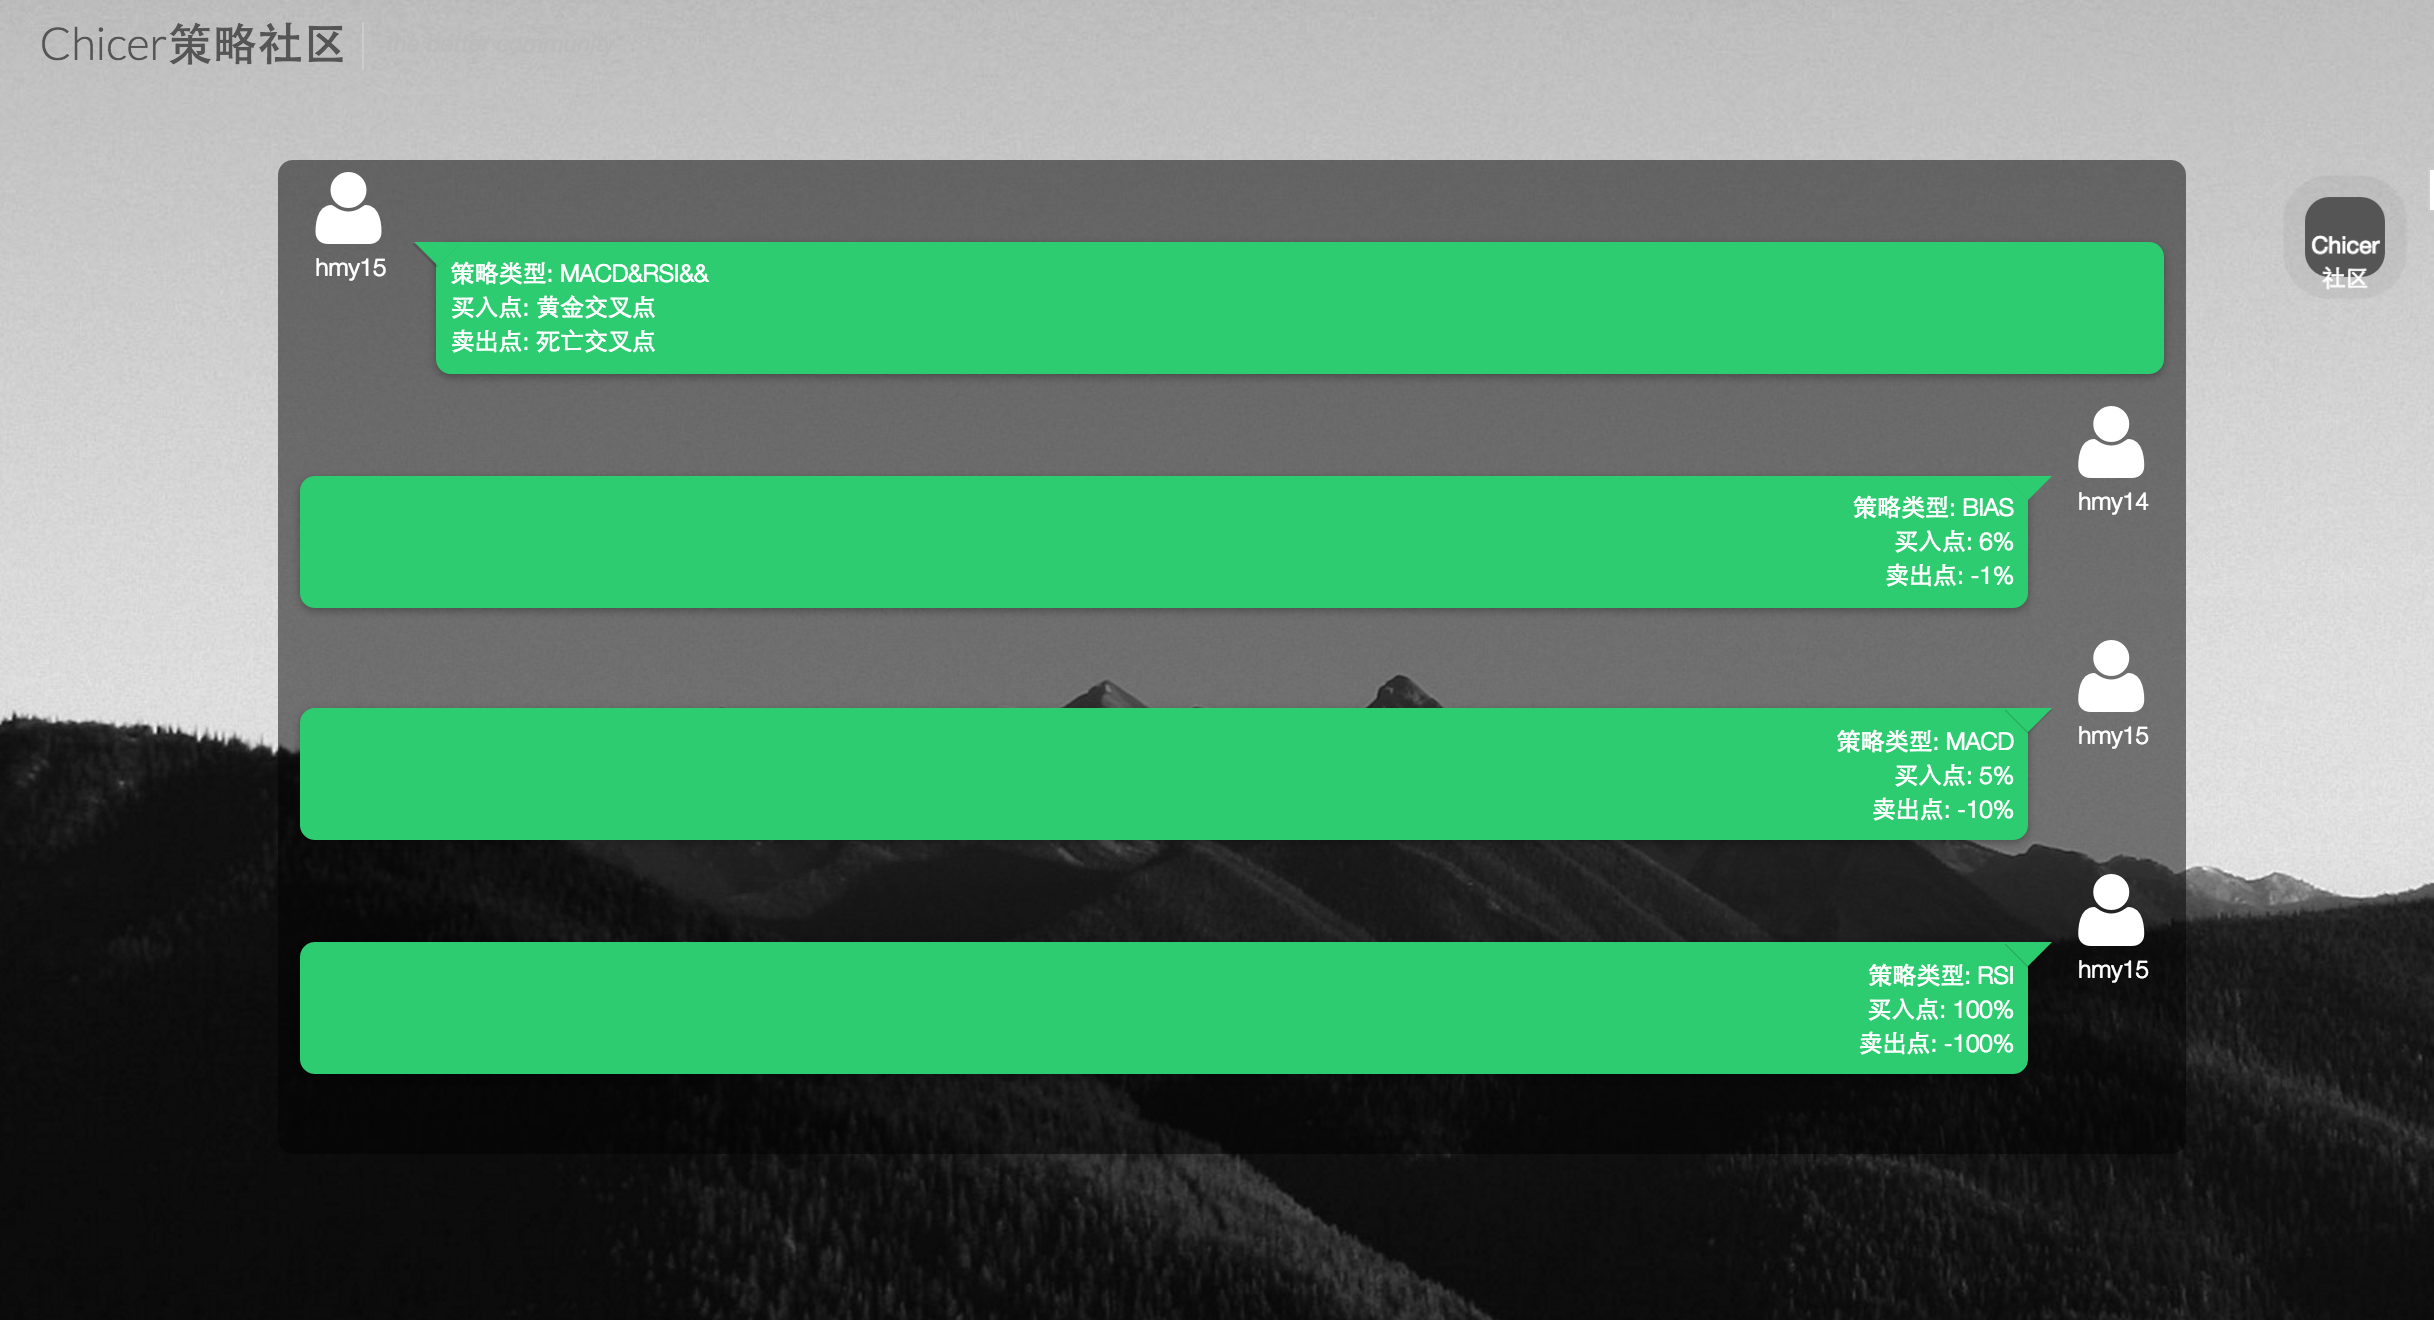 Chicer策略社区
the better community
hmy15
策略类型: MACD&RSI&&
买入点: 黄金交叉点
卖出点: 死亡交叉点
Chicer
社区
hmy14
策略类型: BIAS
买入点: 6%
卖出点: -1%
hmy15
策略类型: MACD
买入点: 5%
卖出点: -10%
hmy15
策略类型: RSI
买入点: 100%
卖出点: -100%